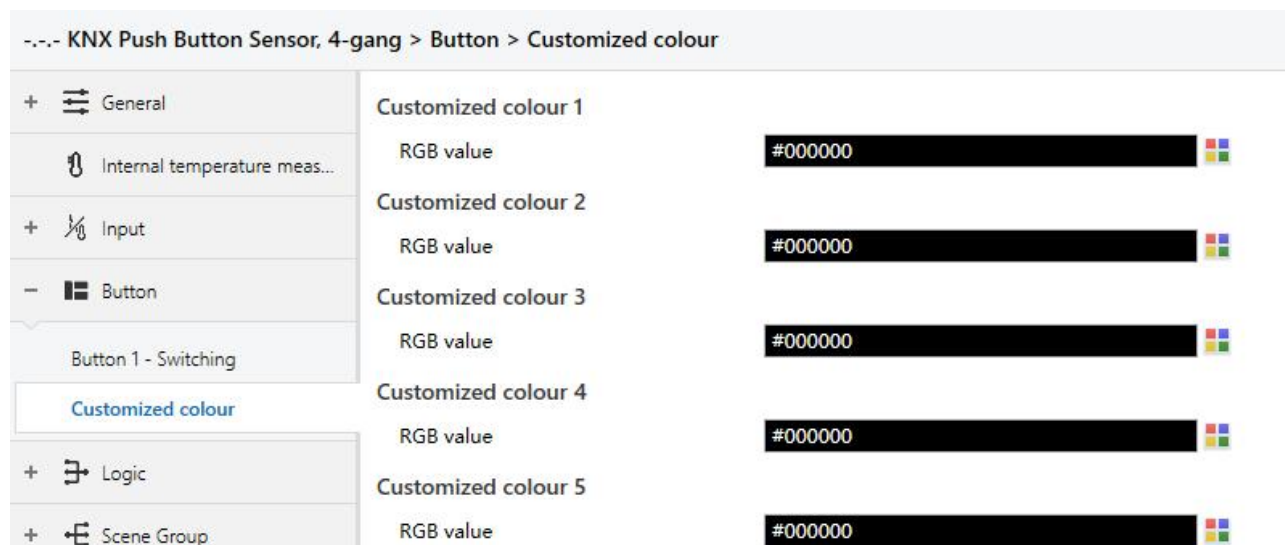 -.-.- KNX Push Button Sensor, 4-gang > Button > Customized colour
+ General
Internal temperature meas...
+ Input
− Button
Button 1 - Switching
Customized colour
+ Logic
+ Scene Group
Customized colour 1
RGB value #000000
Customized colour 2
RGB value #000000
Customized colour 3
RGB value #000000
Customized colour 4
RGB value #000000
Customized colour 5
RGB value #000000